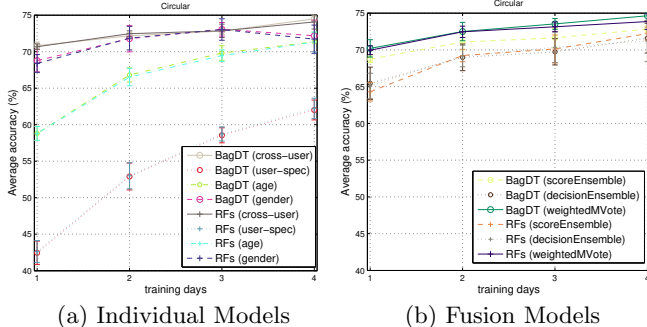 Circular
Average accuracy (%)
75
70
65
60
55
50
45
40
1
2
3
4
training days
BagDT (cross-user)
BagDT (user-spec)
BagDT (age)
BagDT (gender)
RFs (cross-user)
RFs (user-spec)
RFs (age)
RFs (gender)
(a) Individual Models
Circular
Average accuracy (%)
75
70
65
60
55
50
45
40
1
2
3
4
training days
BagDT (scoreEnsemble)
BagDT (decisionEnsemble)
BagDT (weightedMVote)
RFs (scoreEnsemble)
RFs (decisionEnsemble)
RFs (weightedMVote)
(b) Fusion Models